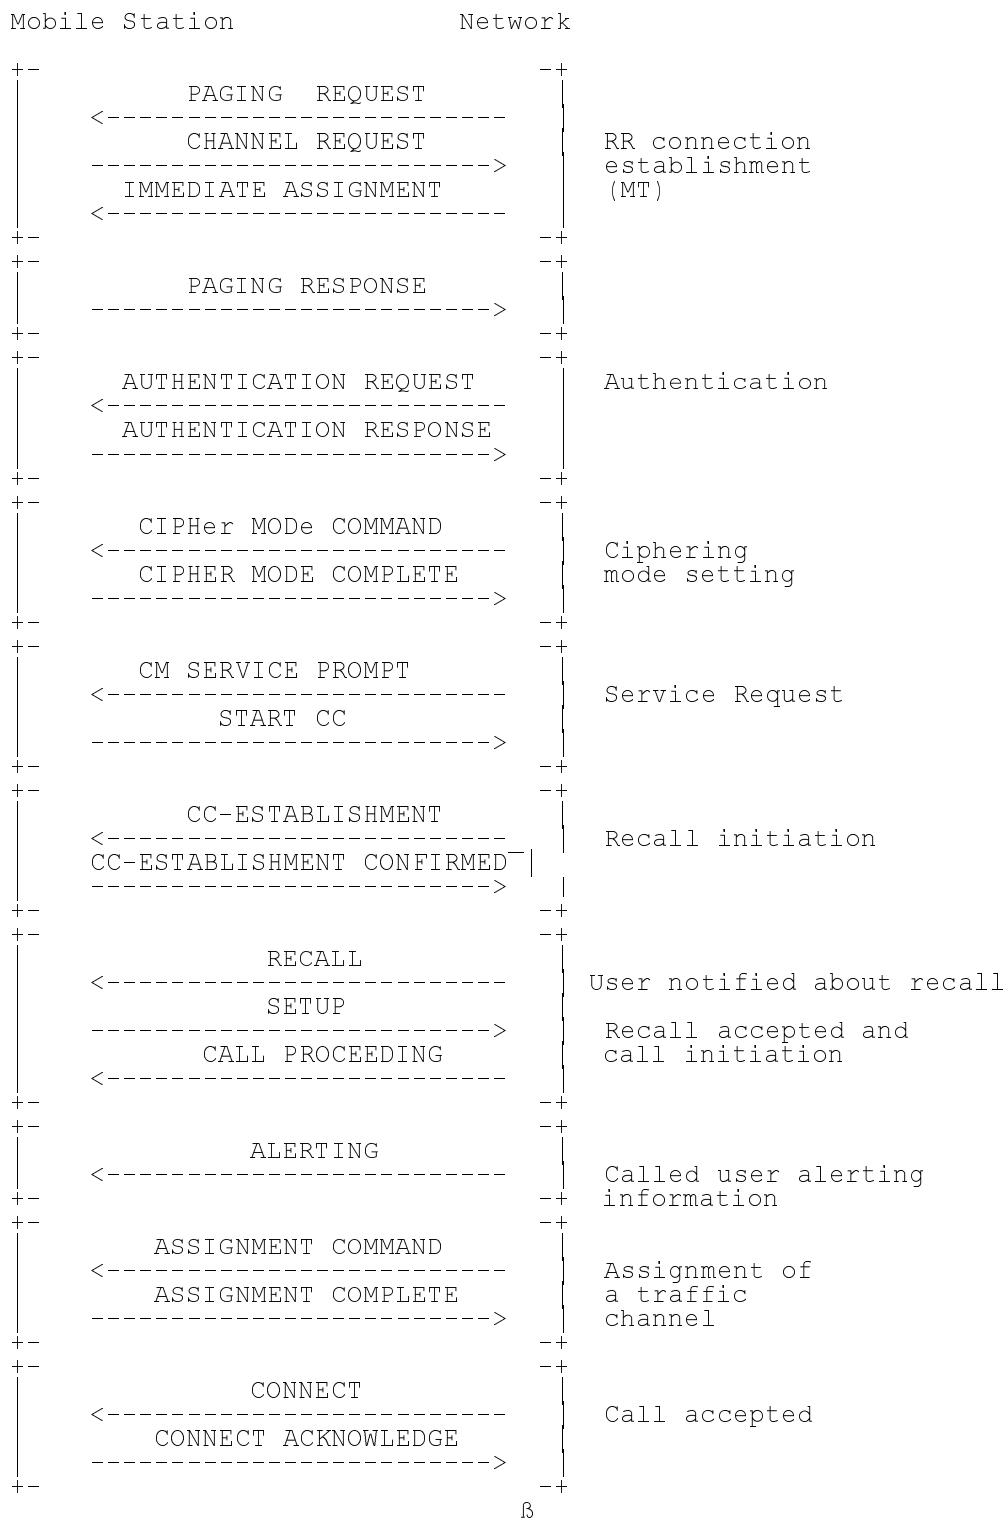 Mobile Station Network
PAGING REQUEST
CHANNEL REQUEST RR connection
establishment
IMMEDIATE ASSIGNMENT (MT)
PAGING RESPONSE
AUTHENTICATION REQUEST Authentication
AUTHENTICATION RESPONSE
CIPHer MODe COMMAND
Ciphering
CIPHER MODE COMPLETE mode setting
CM SERVICE PROMPT
Service Request
START CC
CC-ESTABLISHMENT
Recall initiation
CC-ESTABLISHMENT CONFIRMED
RECALL
User notified about recall
SETUP
Recall accepted and
CALL PROCEEDING call initiation
ALERTING
Called user alerting
information
ASSIGNMENT COMMAND
Assignment of
ASSIGNMENT COMPLETE a traffic
channel
CONNECT
Call accepted
CONNECT ACKNOWLEDGE
ß